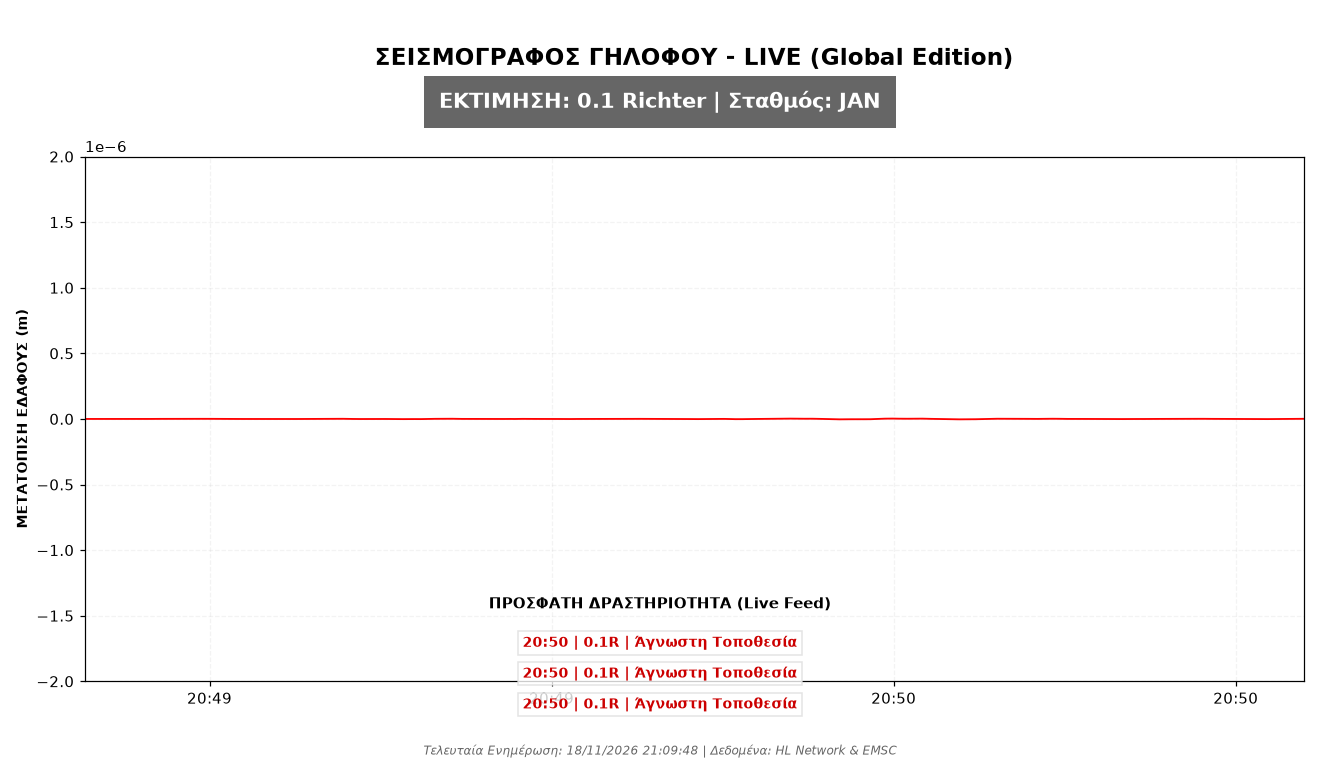 ΣΕΙΣΜΟΓΡΑΦΟΣ ΓΗΛΟΦΟΥ - LIVE (Global Edition)
ΕΚΤΙΜΗΣΗ: 0.1 Richter | Σταθμός: JAN
1e−6
2.0
1.5
1.0
0.5
0.0
−0.5
−1.0
−1.5
−2.0
ΜΕΤΑΤΟΠΙΣΗ ΕΔΑΦΟΥΣ (m)
ΠΡΟΣΦΑΤΗ ΔΡΑΣΤΗΡΙΟΤΗΤΑ (Live Feed)
20:50 | 0.1R | Άγνωστη Τοποθεσία
20:50 | 0.1R | Άγνωστη Τοποθεσία
20:50 | 0.1R | Άγνωστη Τοποθεσία
20:49 20:49 20:50 20:50
Τελευταία Ενημέρωση: 18/11/2026 21:09:48 | Δεδομένα: HL Network & EMSC